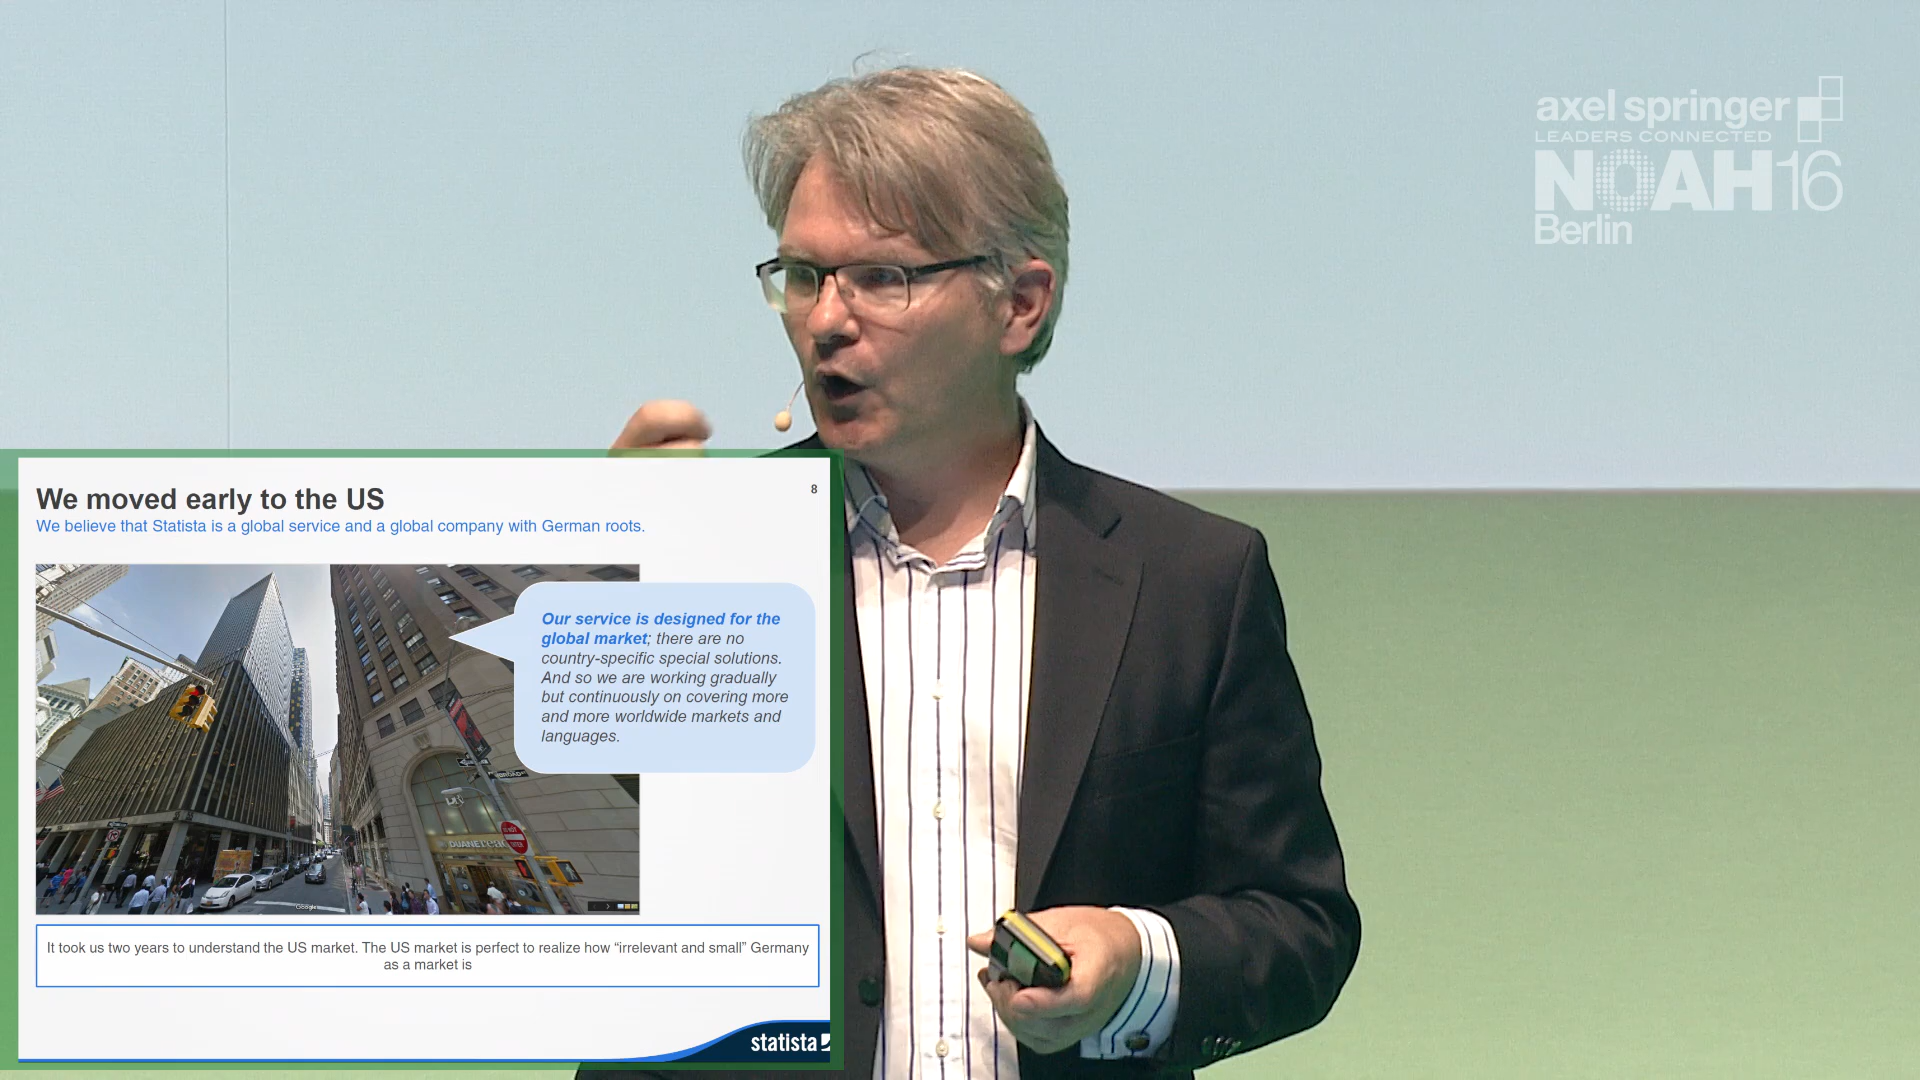 axel springer
LEADERS CONNECTED
NOAH16
Berlin
We moved early to the US
8
We believe that Statista is a global service and a global company with German roots.
Our service is designed for the
global market; there are no
country-specific special solutions.
And so we are working gradually
but continuously on covering more
and more worldwide markets and
languages.
DUANE reade
Google
It took us two years to understand the US market. The US market is perfect to realize how “irrelevant and small” Germany
as a market is
statista